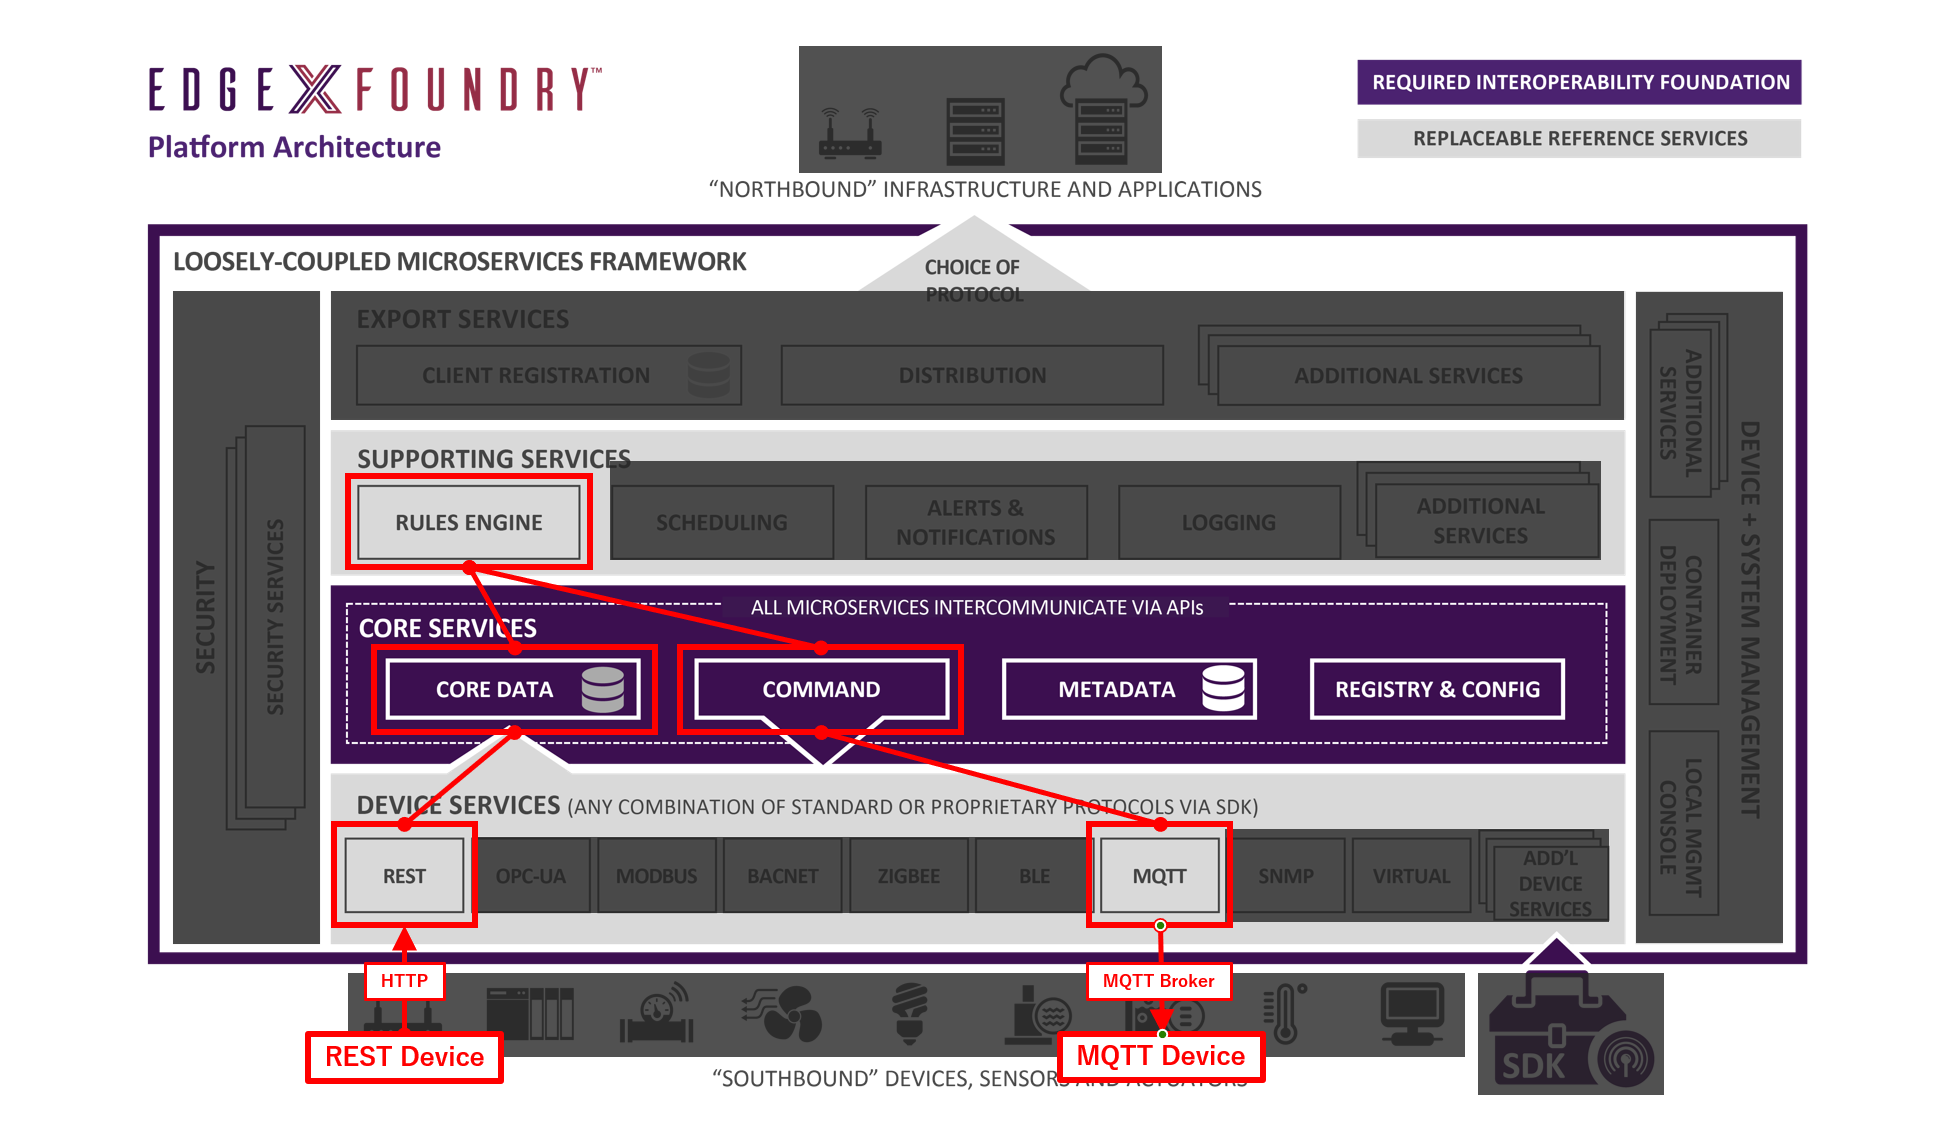 EDGE X FOUNDRY™
Platform Architecture
REQUIRED INTEROPERABILITY FOUNDATION
REPLACEABLE REFERENCE SERVICES
“NORTHBOUND” INFRASTRUCTURE AND APPLICATIONS
LOOSELY-COUPLED MICROSERVICES FRAMEWORK
CHOICE OF
PROTOCOL
EXPORT SERVICES
CLIENT REGISTRATION
DISTRIBUTION
ADDITIONAL SERVICES
SUPPORTING SERVICES
RULES ENGINE
SCHEDULING
ALERTS &
NOTIFICATIONS
LOGGING
ADDITIONAL
SERVICES
SECURITY
SECURITY SERVICES
ALL MICROSERVICES INTERCOMMUNICATE VIA APIs
CORE SERVICES
CORE DATA
COMMAND
METADATA
REGISTRY & CONFIG
DEVICE SERVICES (ANY COMBINATION OF STANDARD OR PROPRIETARY PROTOCOLS VIA SDK)
REST
OPC-UA
MODBUS
BACNET
ZIGBEE
BLE
MQTT
SNMP
VIRTUAL
ADD’L
DEVICE
SERVICES
DEVICE + SYSTEM MANAGEMENT
ADDITIONAL
SERVICES
CONTAINER
DEPLOYMENT
LOCAL MGMT
CONSOLE
HTTP
MQTT Broker
REST Device
MQTT Device
“SOUTHBOUND” DEVICES, SENSORS AND ACTUATORS
SDK